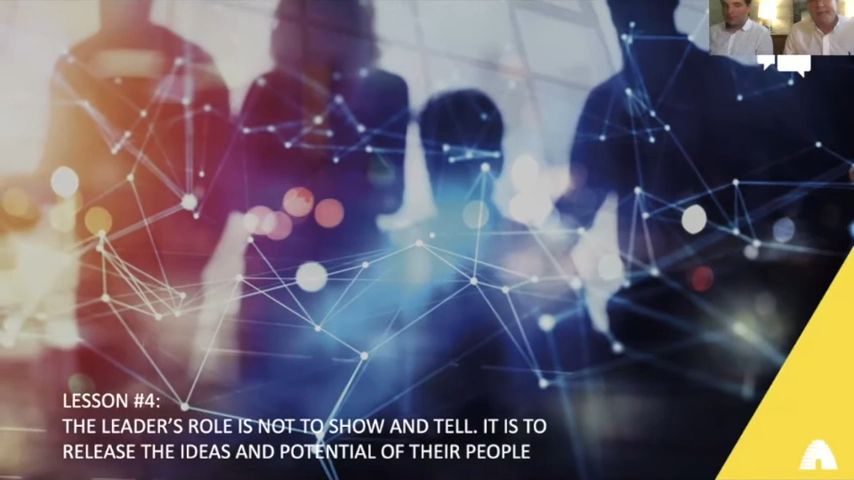 LESSON #4:
THE LEADER'S ROLE IS NOT TO SHOW AND TELL. IT IS TO
RELEASE THE IDEAS AND POTENTIAL OF THEIR PEOPLE